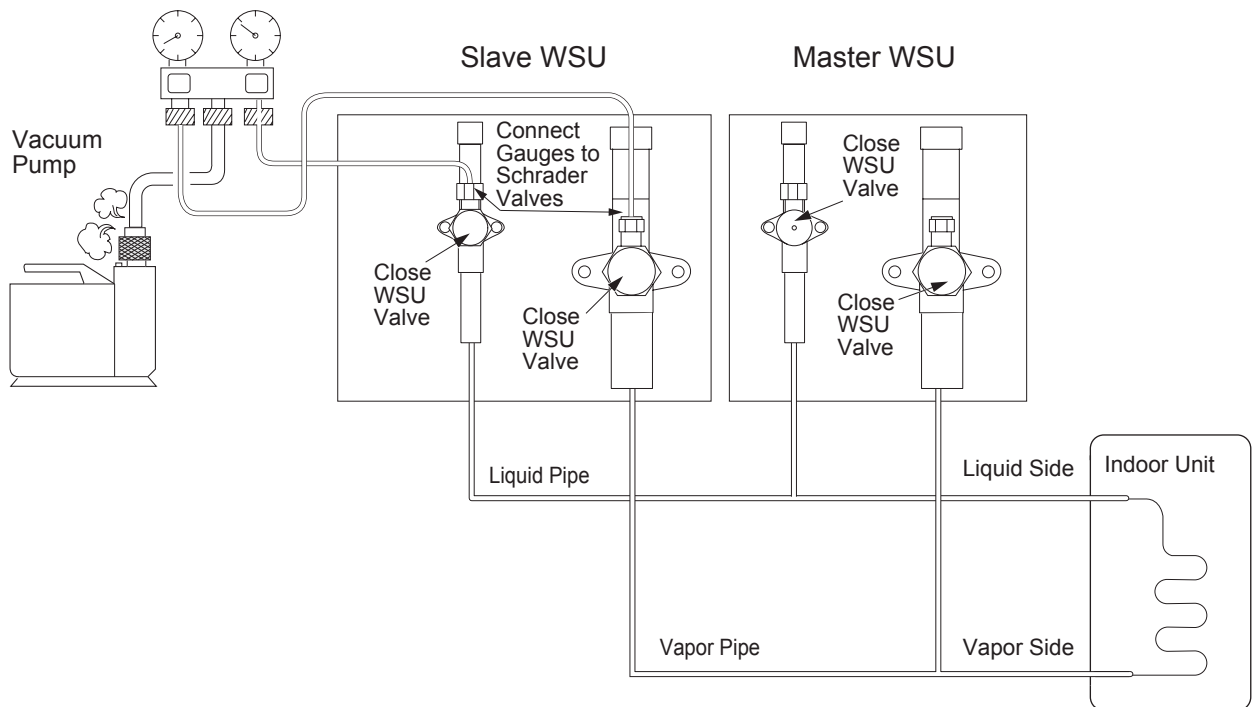 Slave WSU
Master WSU
Vacuum
Pump
Connect
Gauges to
Schrader
Valves
Close
WSU
Valve
Close
WSU
Valve
Close
WSU
Valve
Close
WSU
Valve
Liquid Pipe
Liquid Side
Indoor Unit
Vapor Pipe
Vapor Side